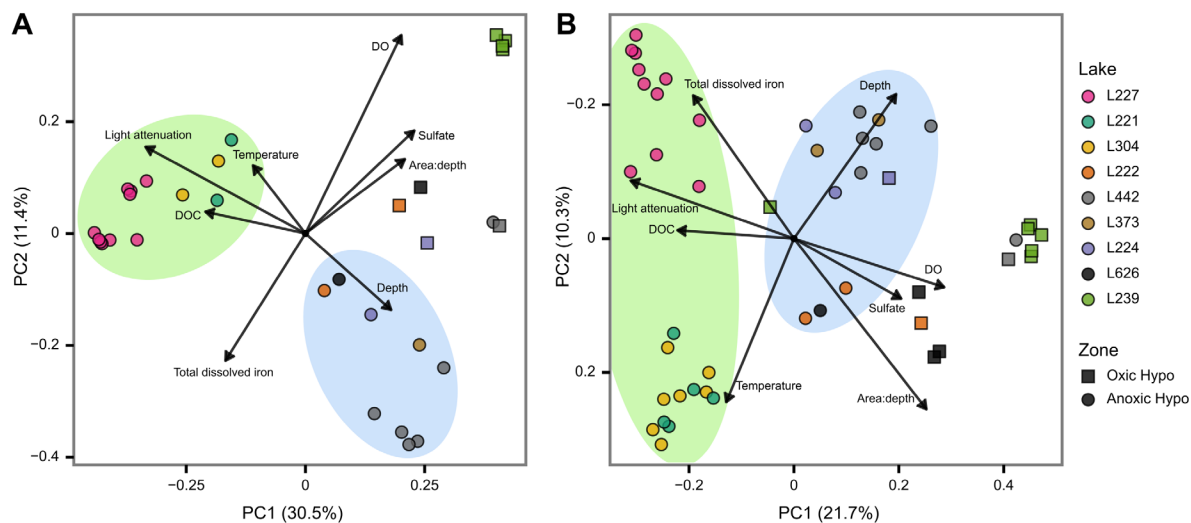 A
B
DO
Light attenuation
Temperature
Sulfate
Area:depth
DOC
Depth
Total dissolved iron
0.2
0
−0.2
−0.4
PC2 (11.4%)
−0.25
0
0.25
PC1 (30.5%)
Total dissolved iron
Depth
Light attenuation
DOC
DO
Sulfate
Temperature
Area:depth
−0.2
0
0.2
PC2 (10.3%)
−0.2
0
0.2
0.4
PC1 (21.7%)
Lake
L227
L221
L304
L222
L442
L373
L224
L626
L239
Zone
Oxic Hypo
Anoxic Hypo